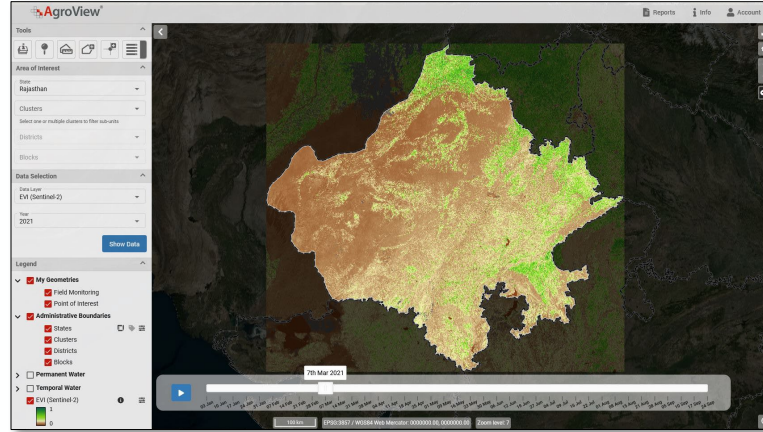 AgroView®
Reports
Info
Account
Tools
Area of Interest
State
Rajasthan
Clusters
Select one or multiple clusters to filter sub-units
Districts
Blocks
Data Selection
Data Layer
EVI (Sentinel-2)
Year
2021
Show Data
Legend
My Geometries
Field Monitoring
Point of Interest
Administrative Boundaries
States
Clusters
Districts
Blocks
Permanent Water
Temporal Water
EVI (Sentinel-2)
1
0
7th Mar 2021
100 km
EPSG:3857 / WGS84 Web Mercator: 0000000.00, 0000000.00
Zoom level: 7